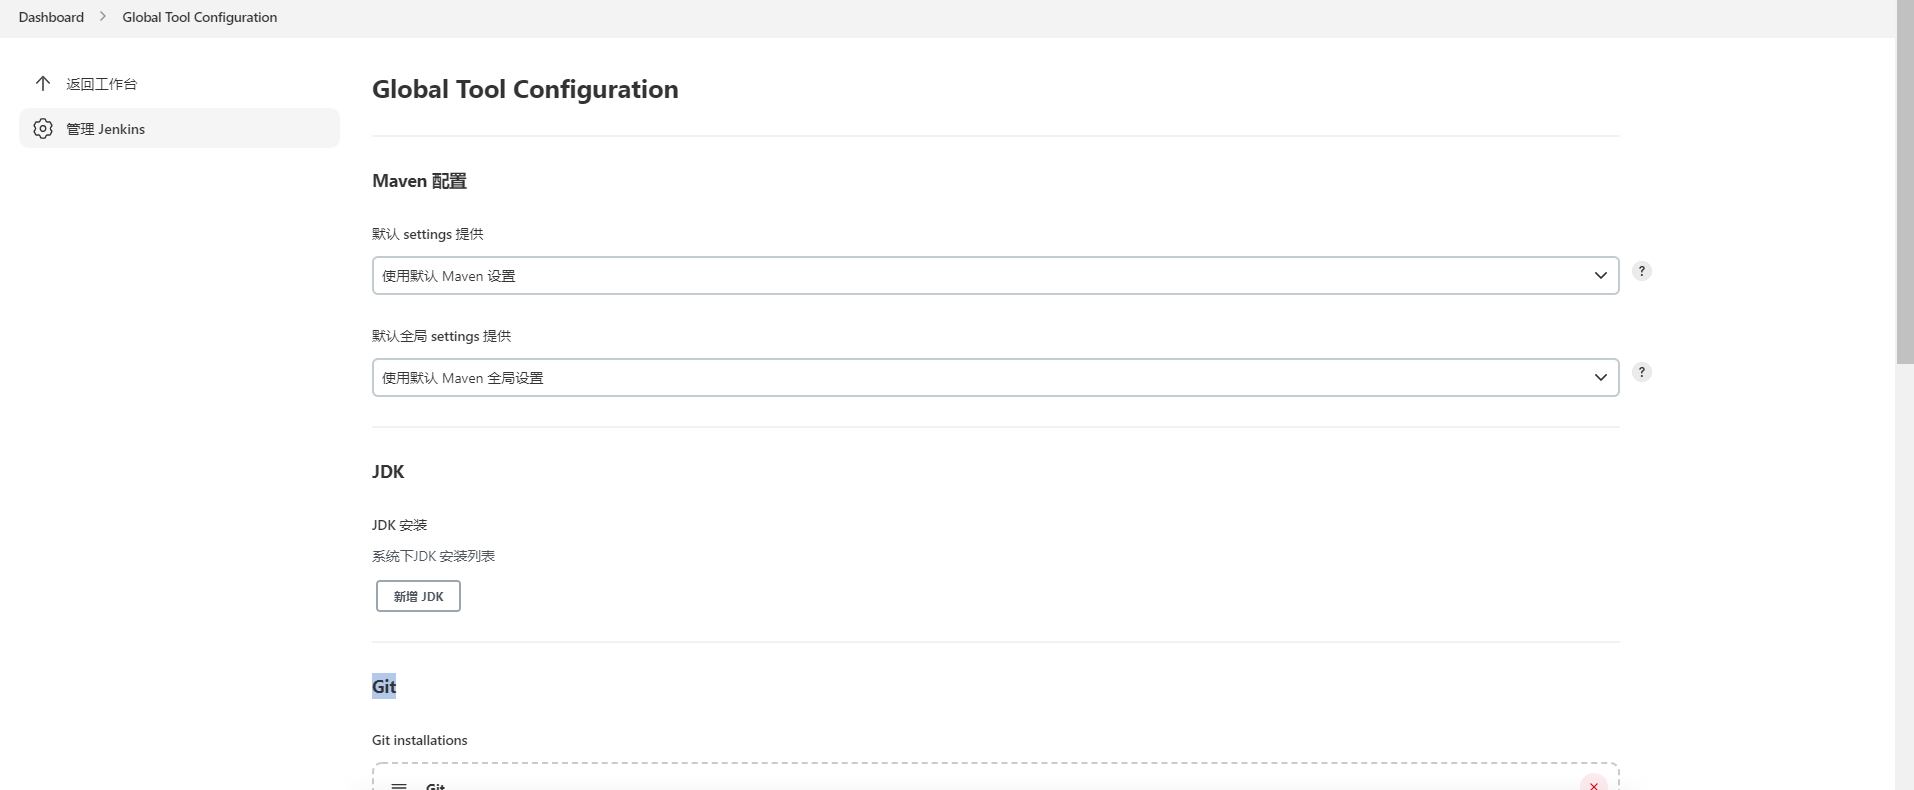 Dashboard > Global Tool Configuration
返回工作台
管理 Jenkins
Global Tool Configuration
Maven 配置
默认 settings 提供
使用默认 Maven 设置
?
默认全局 settings 提供
使用默认 Maven 全局设置
?
JDK
JDK 安装
系统下JDK 安装列表
新增 JDK
Git
Git installations
Git